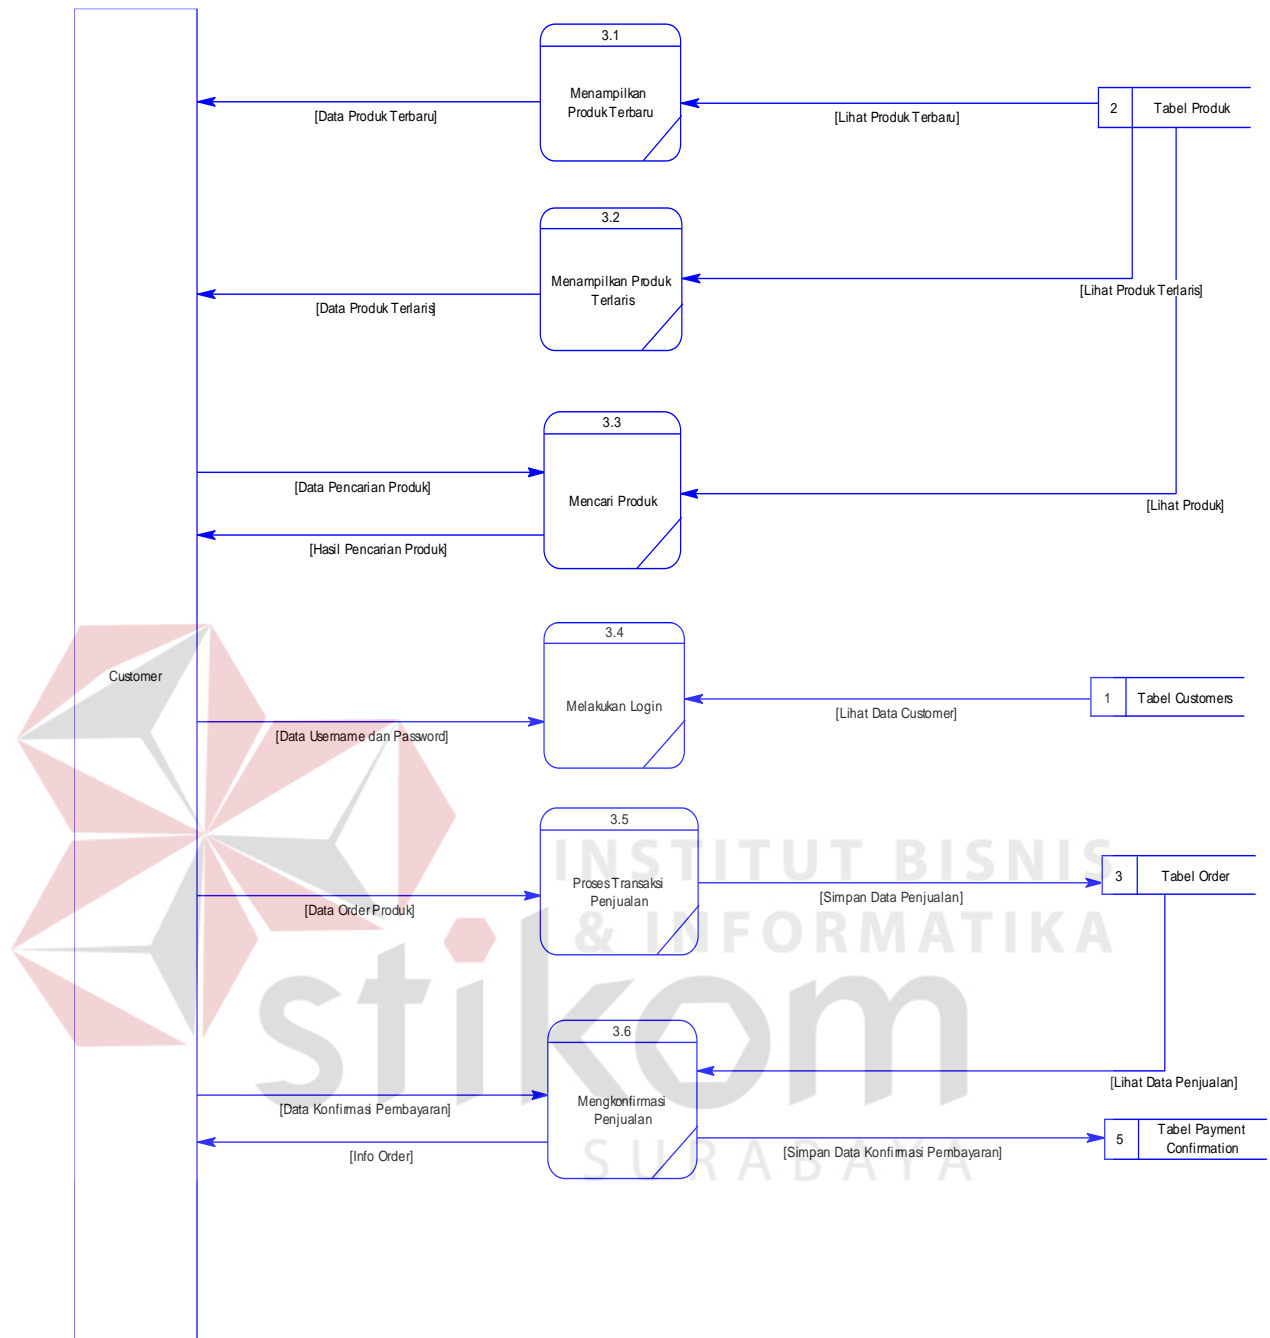 3.1
Menampilkan
Produk Terbaru
[Data Produk Terbaru]
[Lihat Produk Terbaru]
2
Tabel Produk
3.2
Menampilkan Produk
Terlaris
[Data Produk Terlaris]
[Lihat Produk Terlaris]
3.3
Mencari Produk
[Data Pencarian Produk]
[Hasil Pencarian Produk]
[Lihat Produk]
Customer
3.4
Melakukan Login
[Data Username dan Password]
[Lihat Data Customer]
1
Tabel Customers
3.5
Proses Transaksi
Penjualan
[Data Order Produk]
[Simpan Data Penjualan]
3
Tabel Order
INSTITUT BISNIS
& INFORMATIKA
stikom
SURABAYA
3.6
Mengkonfirmasi
Penjualan
[Data Konfirmasi Pembayaran]
[Info Order]
[Lihat Data Penjualan]
[Simpan Data Konfirmasi Pembayaran]
5
Tabel Payment
Confirmation